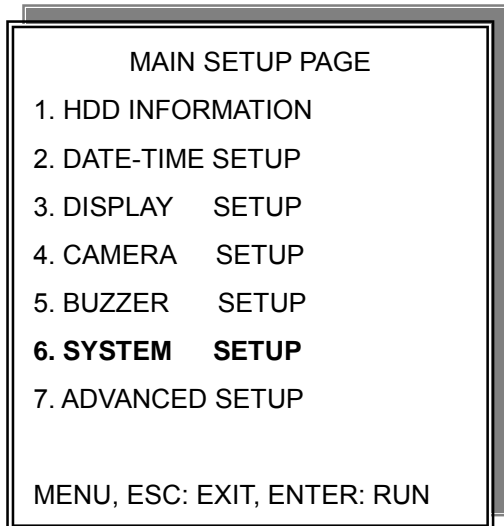 MAIN SETUP PAGE
1. HDD INFORMATION
2. DATE-TIME SETUP
3. DISPLAY SETUP
4. CAMERA SETUP
5. BUZZER SETUP
6. SYSTEM SETUP
7. ADVANCED SETUP
MENU, ESC: EXIT, ENTER: RUN